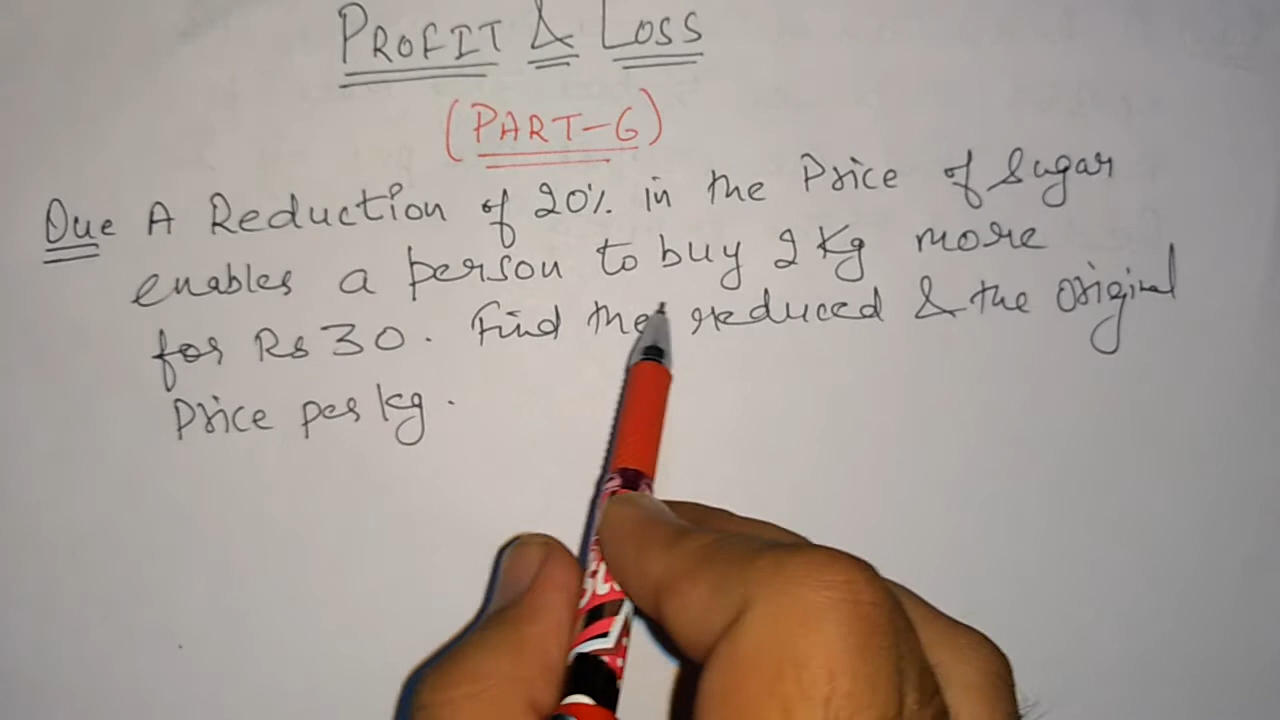 PROFIT & LOSS
(PART-6)
Que A Reduction of 20% in the Price of Sugar
enables a person to buy 2 Kg more
for Rs 30. Find the reduced & the original
Price per kg.